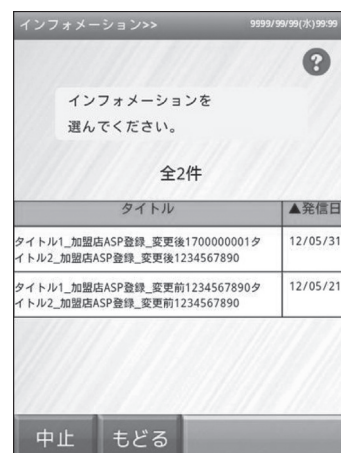 インフォメーション>> 9999/99/99(水)99:99
?
インフォメーションを
選んでください。
全2件
タイトル ▲発信日
タイトル1_加盟店ASP登録_変更後1700000001タ 12/05/31
イトル2_加盟店ASP登録_変更後1234567890
タイトル1_加盟店ASP登録_変更前1234567890タ 12/05/21
イトル2_加盟店ASP登録_変更前1234567890
中止 もどる